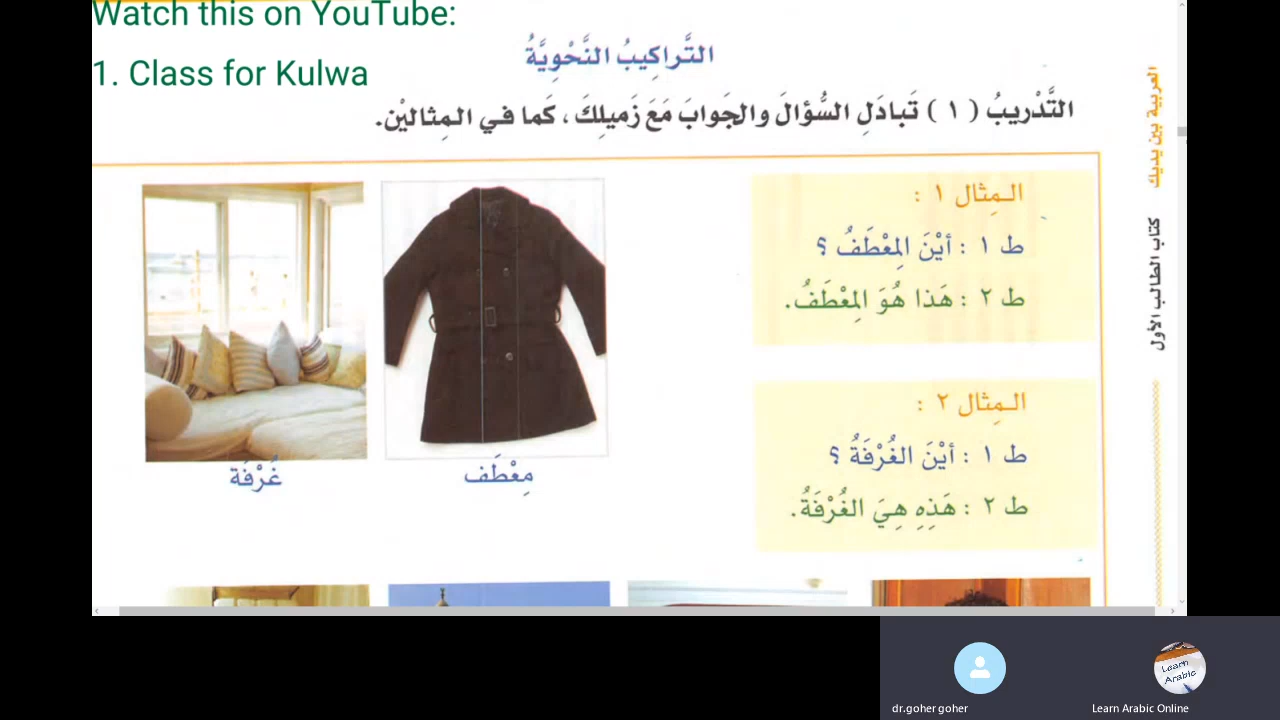 Watch this on YouTube:
1. Class for Kulwa
التَّراكِيبُ النَّحْوِيَّةُ
التَّدْريبُ ( ١ ) تَبادَلِ السُّؤالَ والجَوابَ مَعَ زَميلِكَ ، كَما في المِثالَيْن.
المِثال ١ :
ط ١ : أَيْنَ المِعْطَفُ ؟
ط ٢ : هَذا هُوَ المِعْطَفُ.
المِثال ٢ :
ط ١ : أَيْنَ الغُرْفَةُ ؟
ط ٢ : هَذِهِ هِيَ الغُرْفَةُ.
مِعْطَف
غُرْفَة
العربية بين يديك
كتاب الطالب الأول
dr.goher goher
Learn Arabic Online
Learn
Arabic